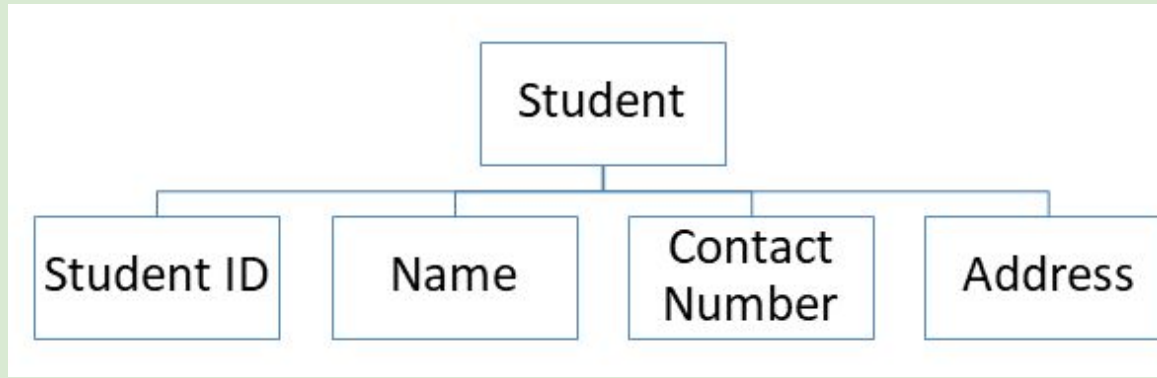 Student
Student ID
Name
Contact
Number
Address